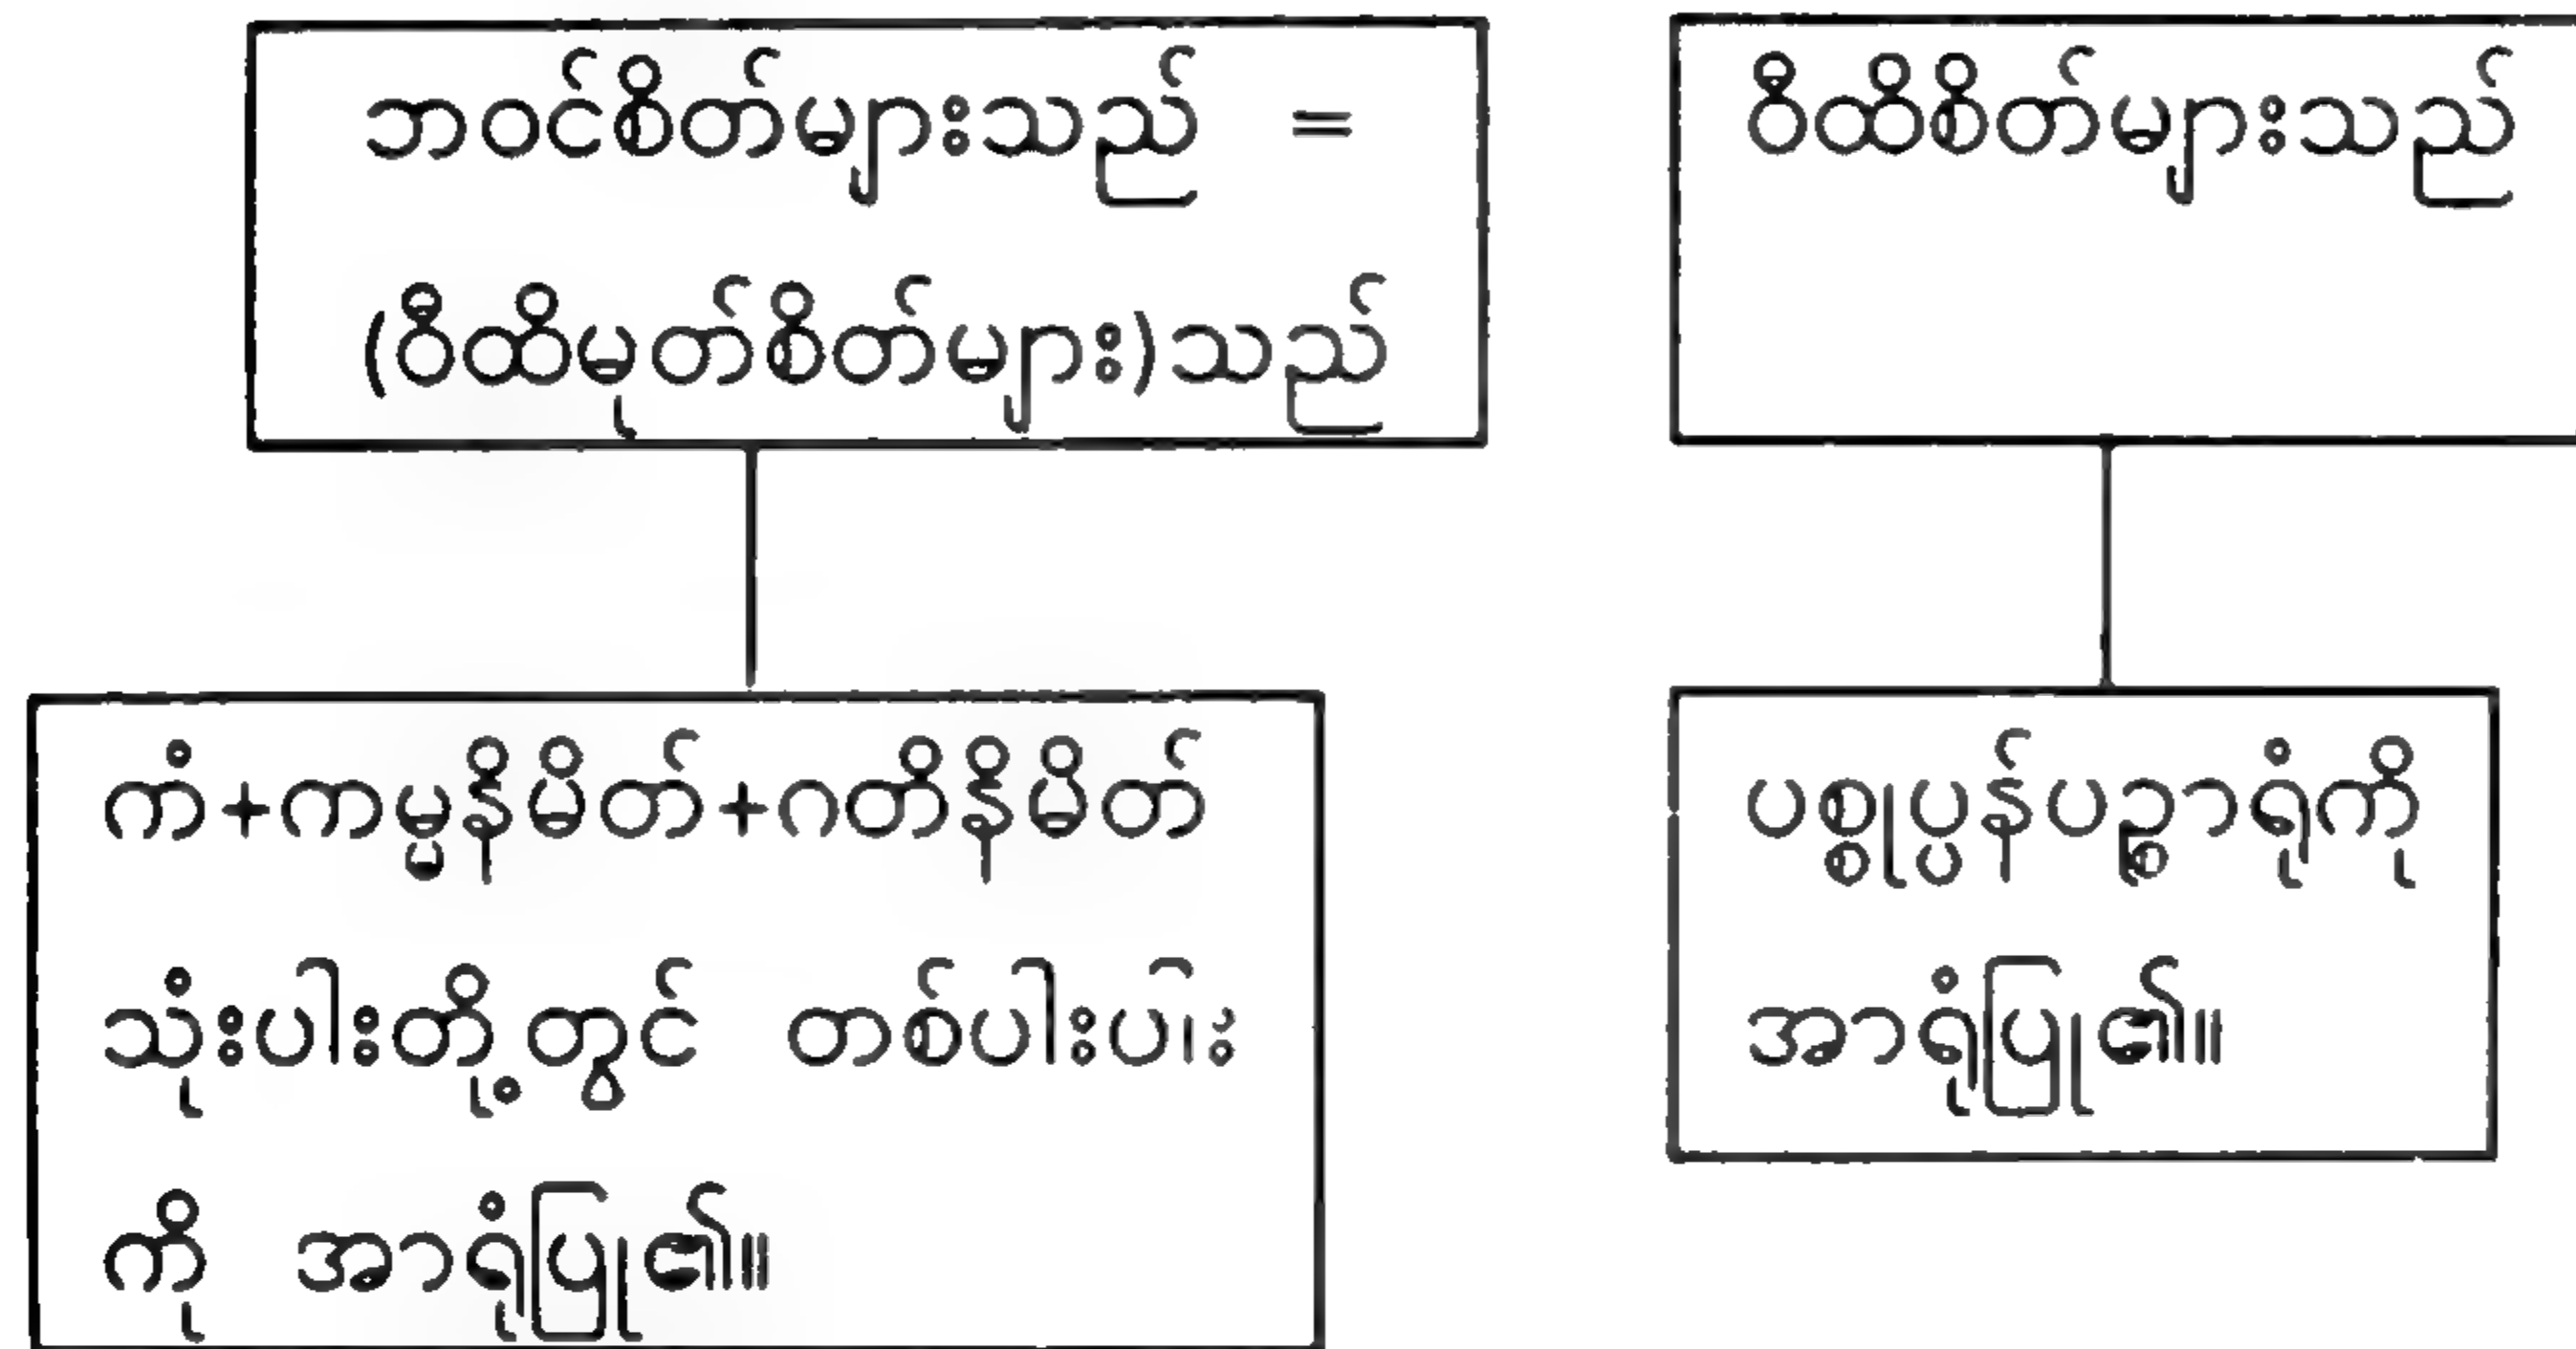 ဘဝင်စိတ်များသည် =
(ဝီထိမုတ်စိတ်များ)သည်
ဝီထိစိတ်များသည်
ကံ+ကမ္မနိမိတ်+ဂတိနိမိတ်
သုံးပါးတို့တွင် တစ်ပါးပါး
ကို အာရုံပြု၏။
ပစ္စုပ္ပန်ပဉ္စာရုံကို
အာရုံပြု၏။